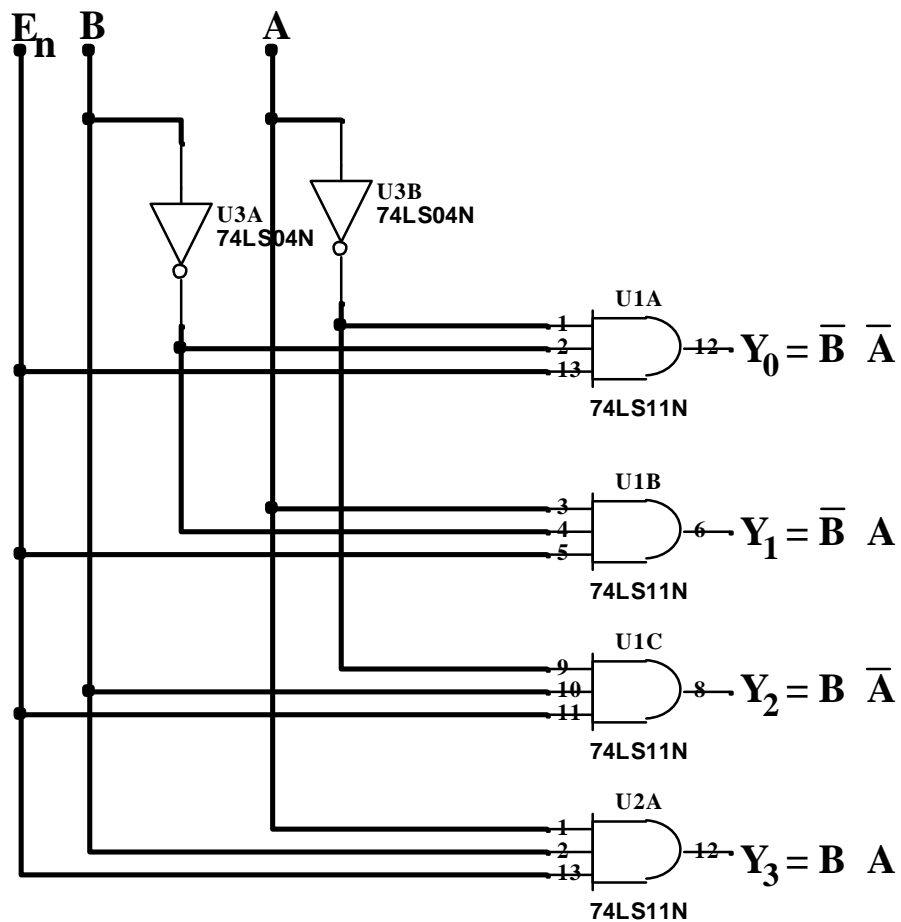 Eₙ B A
U3A
74LS04N
U3B
74LS04N
U1A
1
2
13
12
74LS11N
Y₀ = B̅ A̅
U1B
3
4
5
6
74LS11N
Y₁ = B̅ A
U1C
9
10
11
8
74LS11N
Y₂ = B A̅
U2A
1
2
13
12
74LS11N
Y₃ = B A